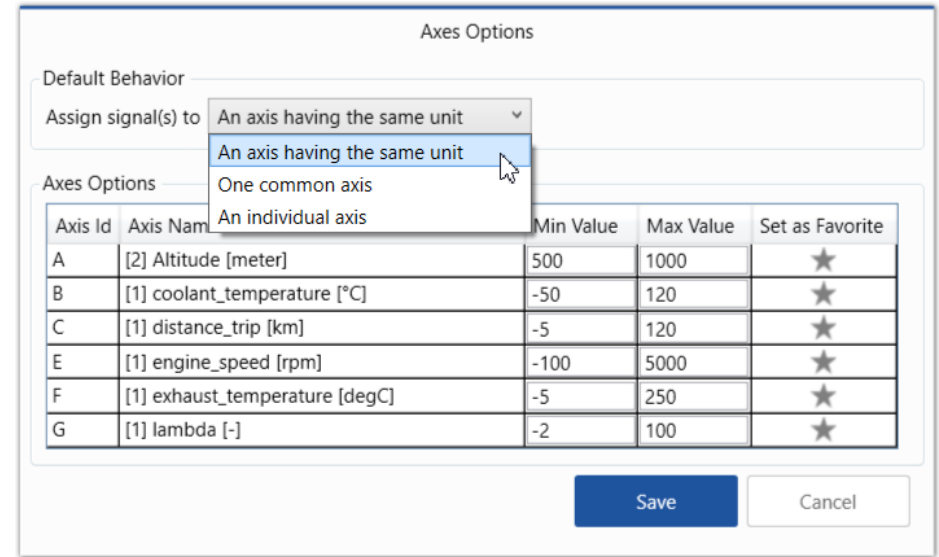 Axes Options
Default Behavior
Assign signal(s) to An axis having the same unit
An axis having the same unit
One common axis
An individual axis
Axes Options
Axis Id Axis Nam Min Value Max Value Set as Favorite
A [2] Altitude [meter] 500 1000
B [1] coolant_temperature [°C] -50 120
C [1] distance_trip [km] -5 120
E [1] engine_speed [rpm] -100 5000
F [1] exhaust_temperature [degC] -5 250
G [1] lambda [-] -2 100
Save Cancel